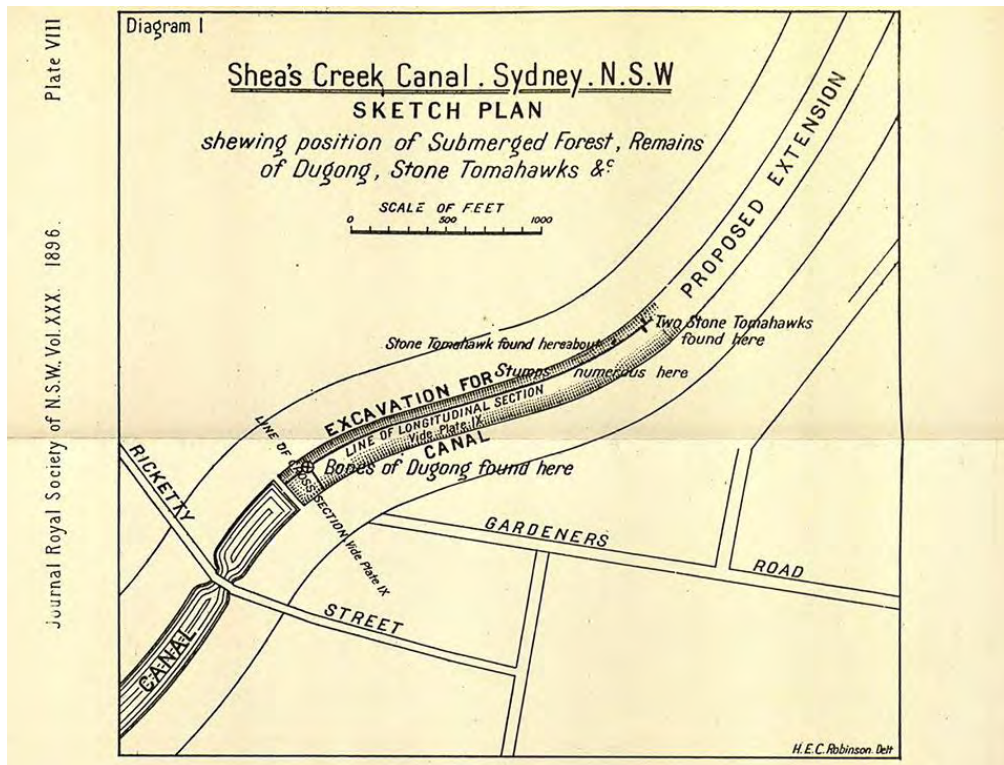 Plate VIII
Journal Royal Society of N.S.W. Vol. XXX. 1896.
Diagram 1
Shea's Creek Canal. Sydney. N.S.W
SKETCH PLAN
shewing position of Submerged Forest, Remains
of Dugong, Stone Tomahawks &c
SCALE OF FEET
0 500 1000
PROPOSED EXTENSION
Two Stone Tomahawks
found here
Stone Tomahawk found hereabout
Stumps numerous here
EXCAVATION FOR
CANAL
LINE OF LONGITUDINAL SECTION
Vide Plate IX
LINE OF CROSS SECTION Vide Plate IX
Bones of Dugong found here
RICKETTY
STREET
GARDENERS
ROAD
CANAL
H.E.C. Robinson Delt